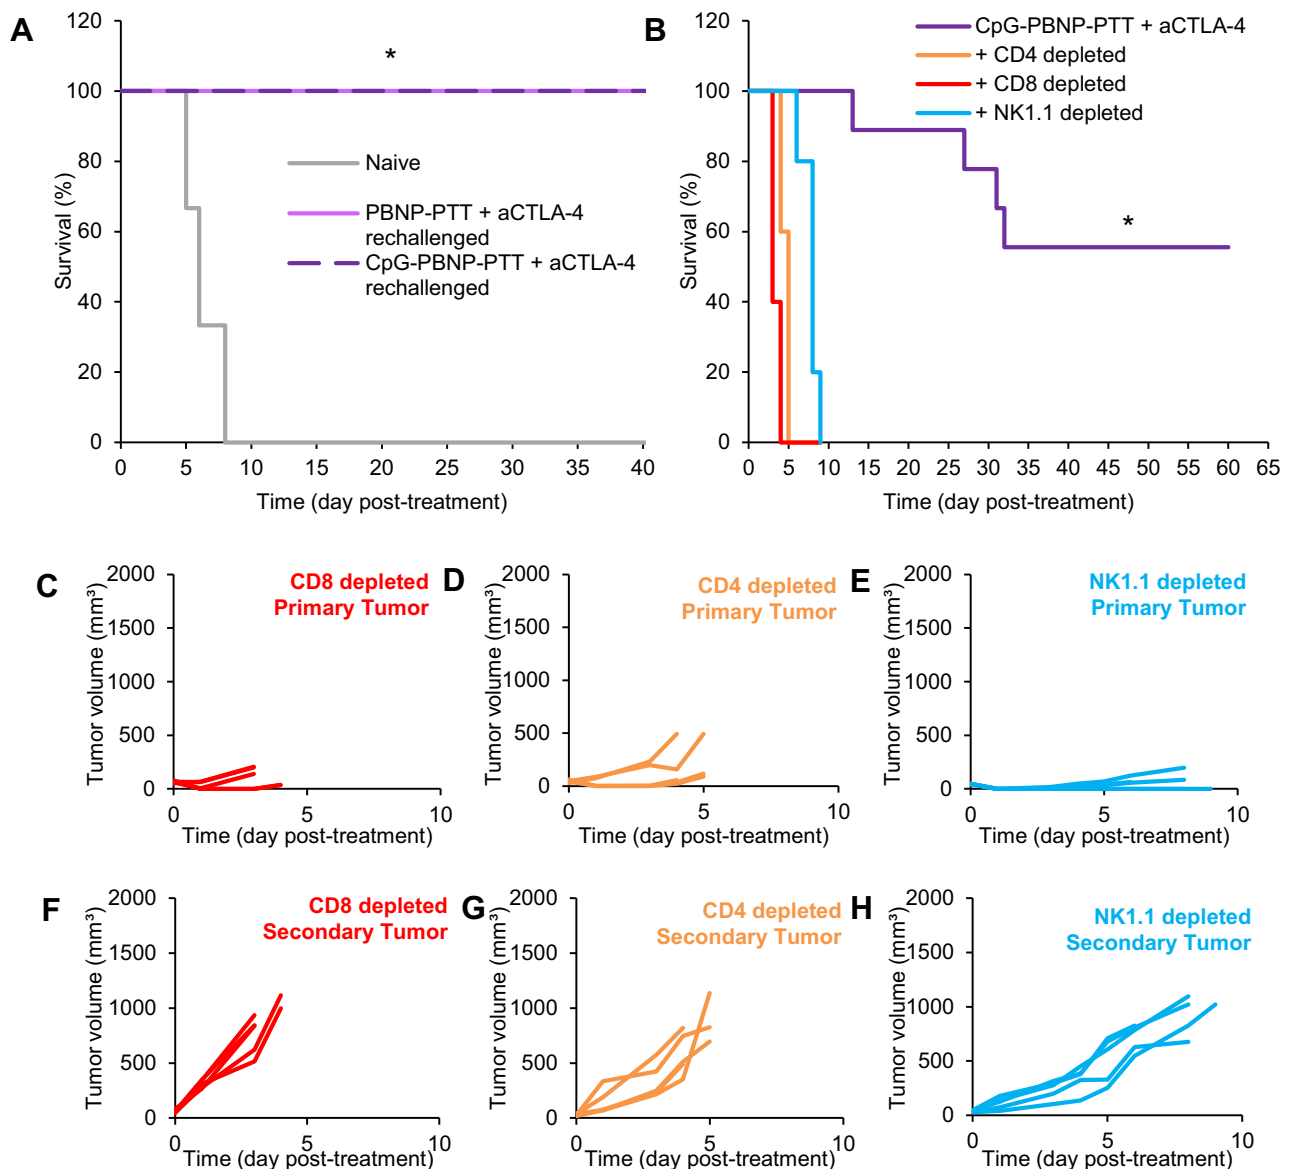 A
120
100
80
60
40
20
0
Survival (%)
*
Naive
PBNP-PTT + aCTLA-4
rechallenged
CpG-PBNP-PTT + aCTLA-4
rechallenged
0 5 10 15 20 25 30 35 40
Time (day post-treatment)
B
120
100
80
60
40
20
0
Survival (%)
CpG-PBNP-PTT + aCTLA-4
+ CD4 depleted
+ CD8 depleted
+ NK1.1 depleted
*
0 5 10 15 20 25 30 35 40 45 50 55 60 65
Time (day post-treatment)
C
CD8 depleted
Primary Tumor
Tumor volume (mm³)
2000
1500
1000
500
0
0 5 10
Time (day post-treatment)
D
CD4 depleted
Primary Tumor
Tumor volume (mm³)
2000
1500
1000
500
0
0 5 10
Time (day post-treatment)
E
NK1.1 depleted
Primary Tumor
Tumor volume (mm³)
2000
1500
1000
500
0
0 5 10
Time (day post-treatment)
F
CD8 depleted
Secondary Tumor
Tumor volume (mm³)
2000
1500
1000
500
0
0 5 10
Time (day post-treatment)
G
CD4 depleted
Secondary Tumor
Tumor volume (mm³)
2000
1500
1000
500
0
0 5 10
Time (day post-treatment)
H
NK1.1 depleted
Secondary Tumor
Tumor volume (mm³)
2000
1500
1000
500
0
0 5 10
Time (day post-treatment)